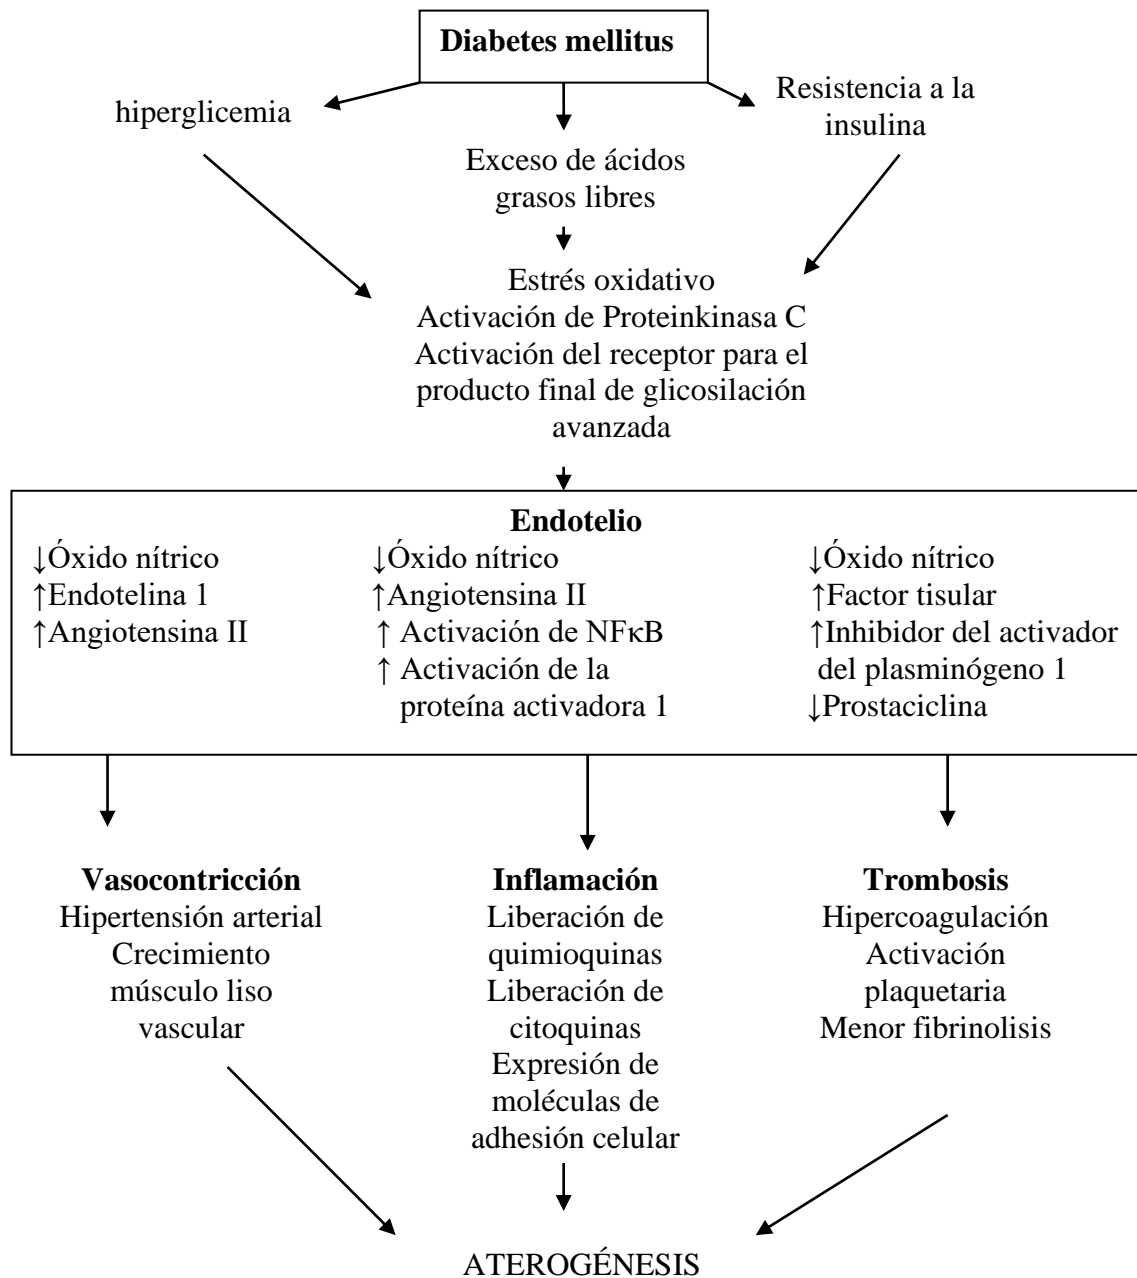 Diabetes mellitus
hiperglicemia
Resistencia a la
insulina
Exceso de ácidos
grasos libres
Estrés oxidativo
Activación de Proteinkinasa C
Activación del receptor para el
producto final de glicosilación
avanzada
Endotelio
↓Óxido nítrico
↑Endotelina 1
↑Angiotensina II
↓Óxido nítrico
↑Angiotensina II
↑ Activación de NFκB
↑ Activación de la
proteína activadora 1
↓Óxido nítrico
↑Factor tisular
↑Inhibidor del activador
del plasminógeno 1
↓Prostaciclina
Vasocontricción
Hipertensión arterial
Crecimiento
músculo liso
vascular
Inflamación
Liberación de
quimioquinas
Liberación de
citoquinas
Expresión de
moléculas de
adhesión celular
Trombosis
Hipercoagulación
Activación
plaquetaria
Menor fibrinolisis
ATEROGÉNESIS